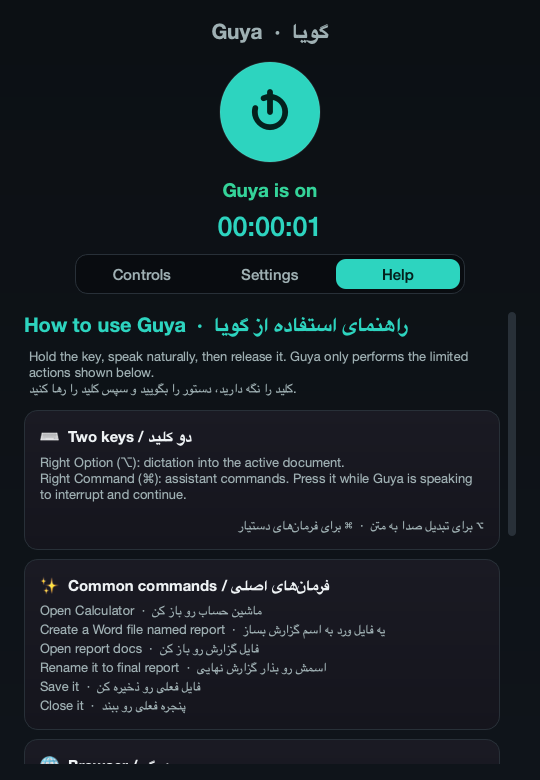 Guya · گویا
Guya is on
00:00:01
Controls Settings Help
How to use Guya · راهنمای استفاده از گویا
Hold the key, speak naturally, then release it. Guya only performs the limited
actions shown below.
کلید را نگه دارید، دستور را بگویید و سپس کلید را رها کنید.
⌨️ Two keys / دو کلید
Right Option (⌥): dictation into the active document.
Right Command (⌘): assistant commands. Press it while Guya is speaking
to interrupt and continue.
⌥ برای تبدیل صدا به متن · ⌘ برای فرمان‌های دستیار
✨ Common commands / فرمان‌های اصلی
Open Calculator · ماشین حساب رو باز کن
Create a Word file named report · یه فایل ورد به اسم گزارش بساز
Open report docs · فایل گزارش رو باز کن
Rename it to final report · اسمش رو بذار گزارش نهایی
Save it · فایل فعلی رو ذخیره کن
Close it · پنجره فعلی رو ببند